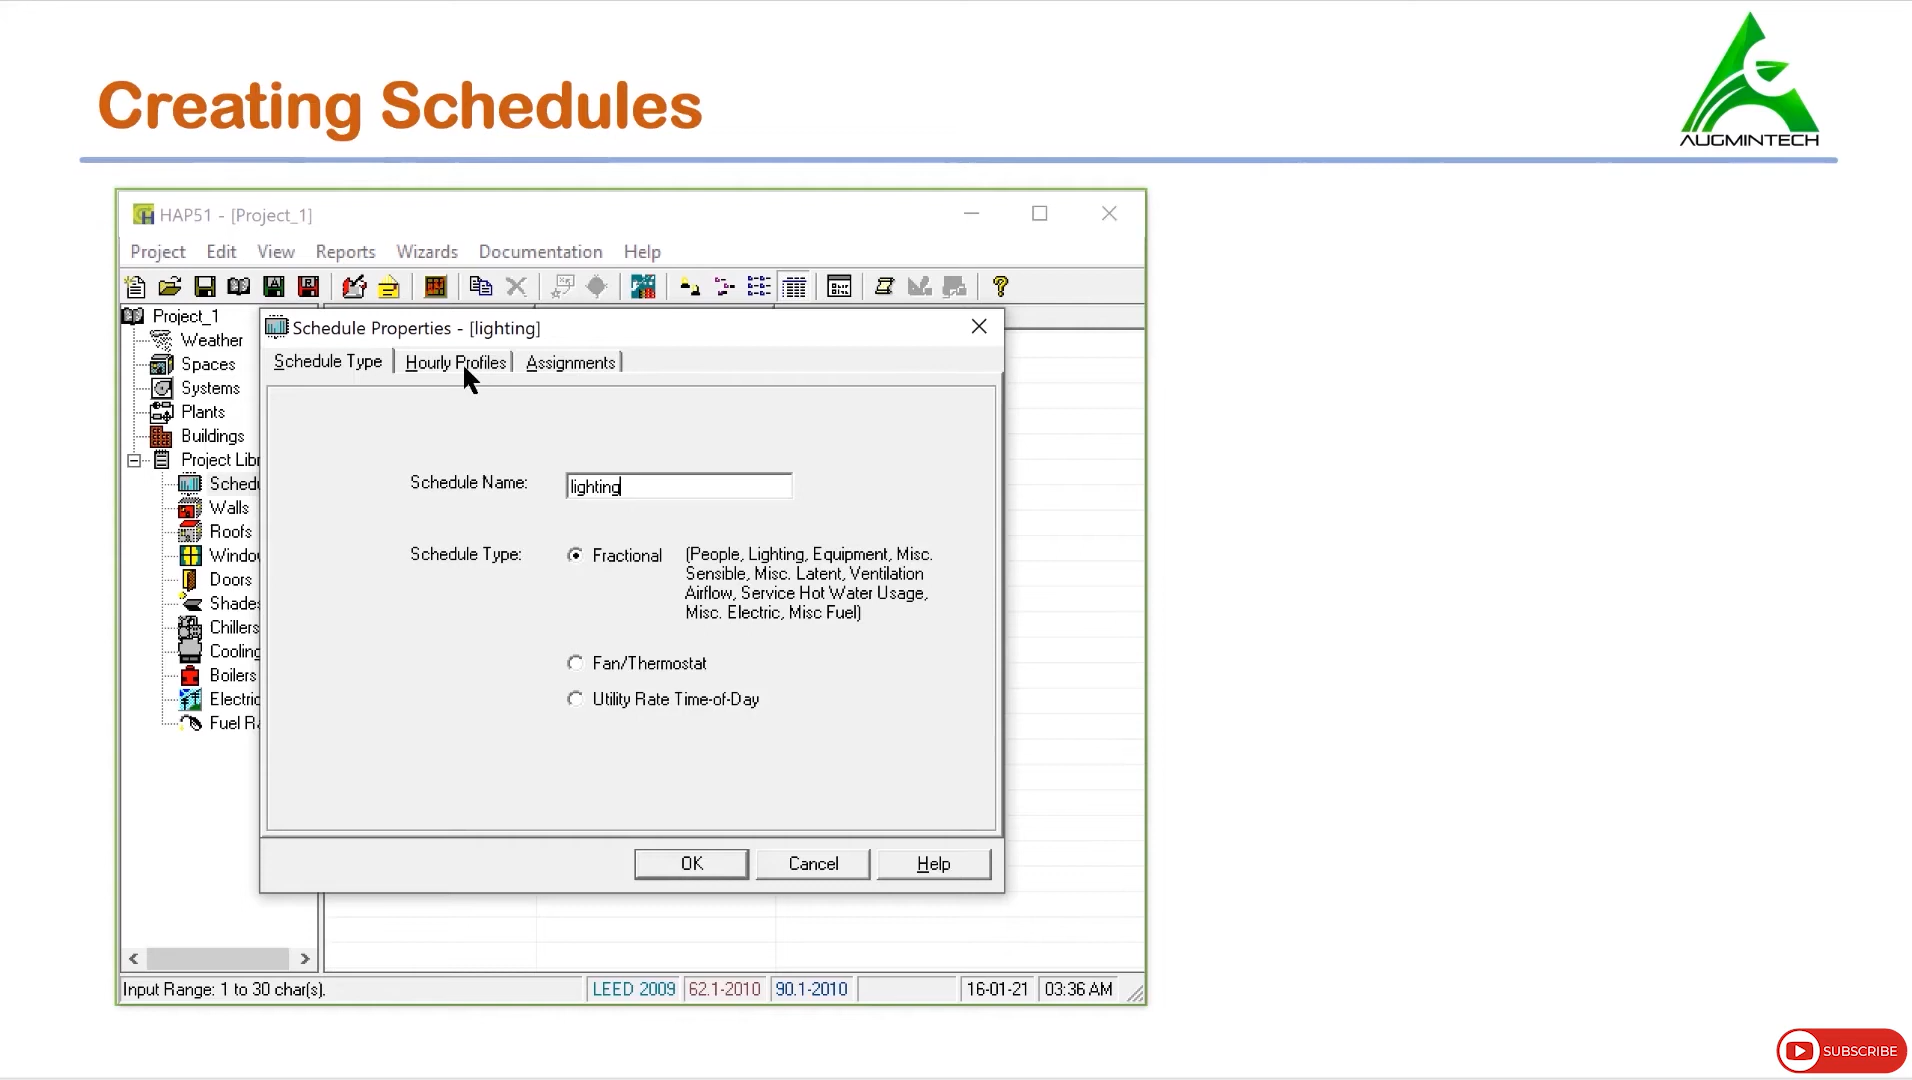 Creating Schedules
AUGMINTECH
HAP51 - [Project_1]
Project Edit View Reports Wizards Documentation Help
Project_1
Weather
Spaces
Systems
Plants
Buildings
Project Libr
Schedu
Walls
Roofs
Windo
Doors
Shades
Chillers
Cooling
Boilers
Electric
Fuel Ra
Schedule Properties - [lighting]
Schedule Type Hourly Profiles Assignments
Schedule Name: lighting
Schedule Type: Fractional (People, Lighting, Equipment, Misc.
Sensible, Misc. Latent, Ventilation
Airflow, Service Hot Water Usage,
Misc. Electric, Misc Fuel)
Fan/Thermostat
Utility Rate Time-of-Day
OK Cancel Help
Input Range: 1 to 30 char(s). LEED 2009 62.1-2010 90.1-2010 16-01-21 03:36 AM
SUBSCRIBE